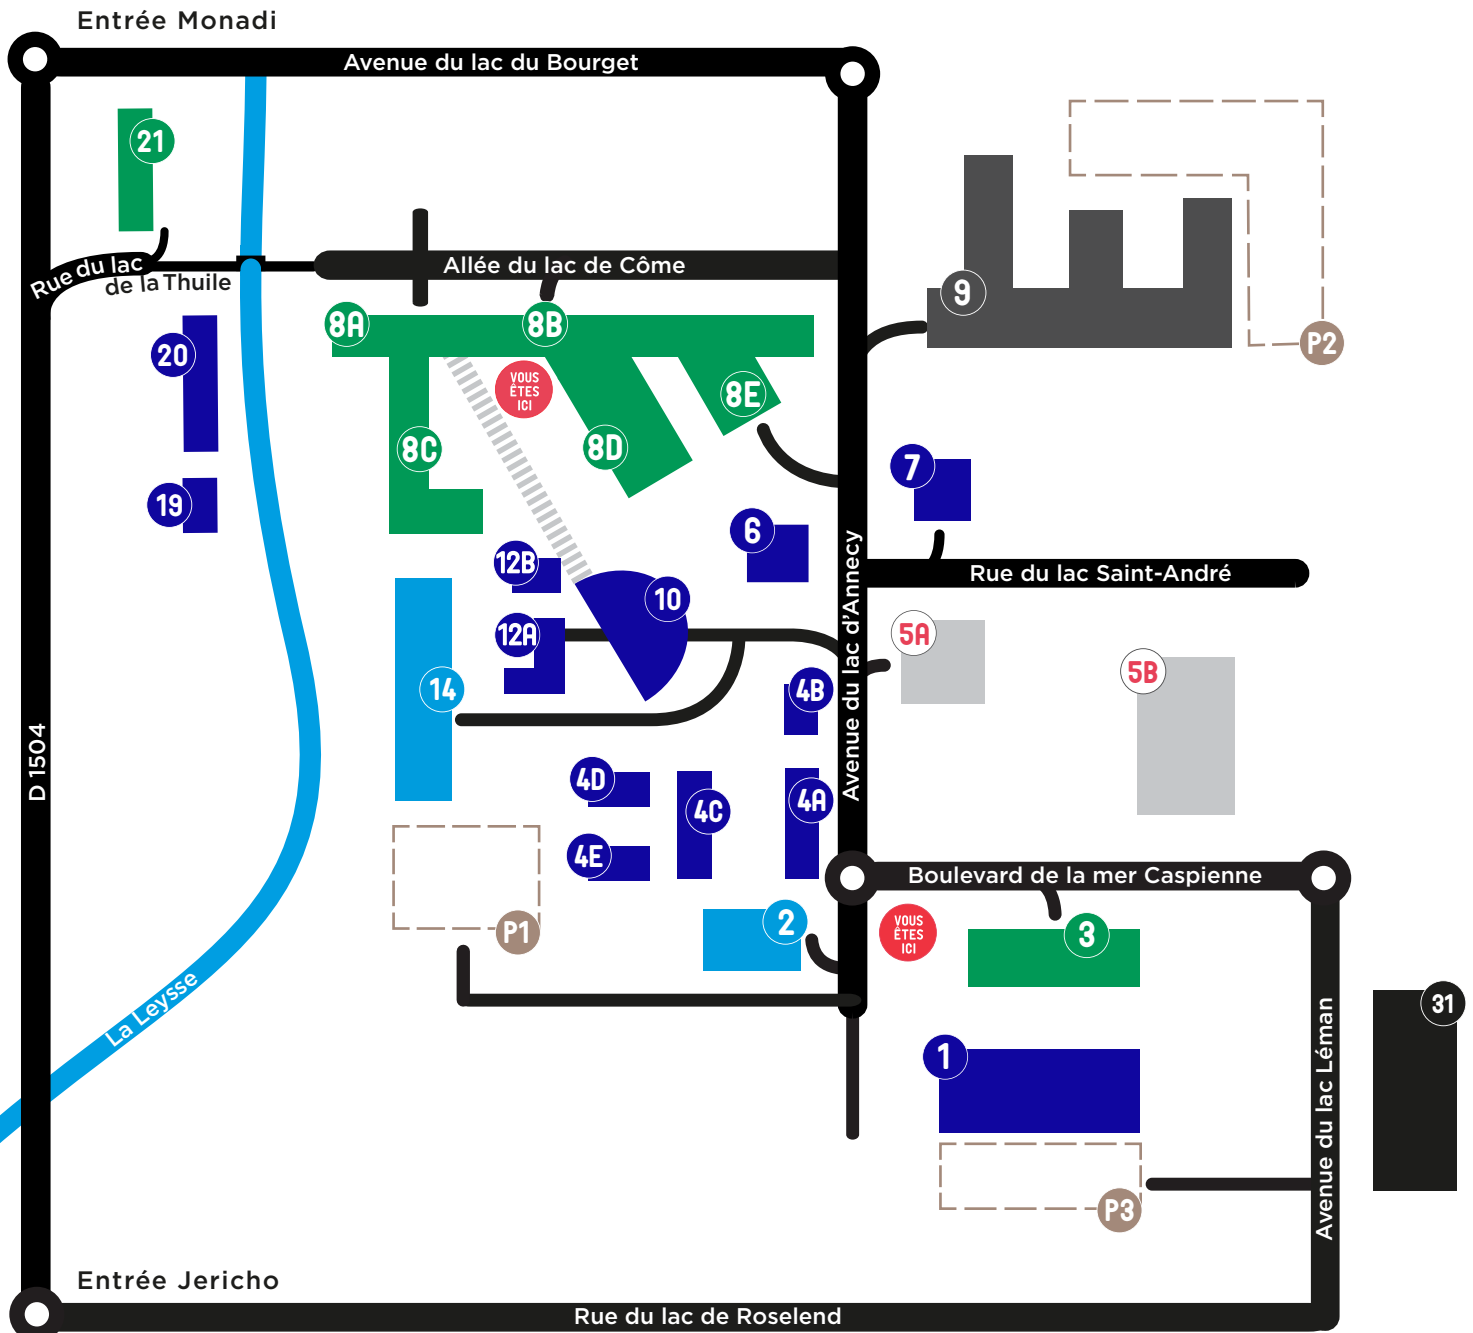 Entrée Monadi
Avenue du lac du Bourget
21
Rue du lac
de la Thuile
Allée du lac de Côme
9
8A
8B
P2
20
VOUS
ÊTES
ICI
8E
8C
8D
7
19
6
12B
Rue du lac Saint-André
10
12A
5A
5B
14
4B
Avenue du lac d'Annecy
D 1504
4D
4A
4C
4E
Boulevard de la mer Caspienne
2
P1
VOUS
ÊTES
ICI
3
La Leysse
31
1
Avenue du lac Léman
P3
Entrée Jericho
Rue du lac de Roselend